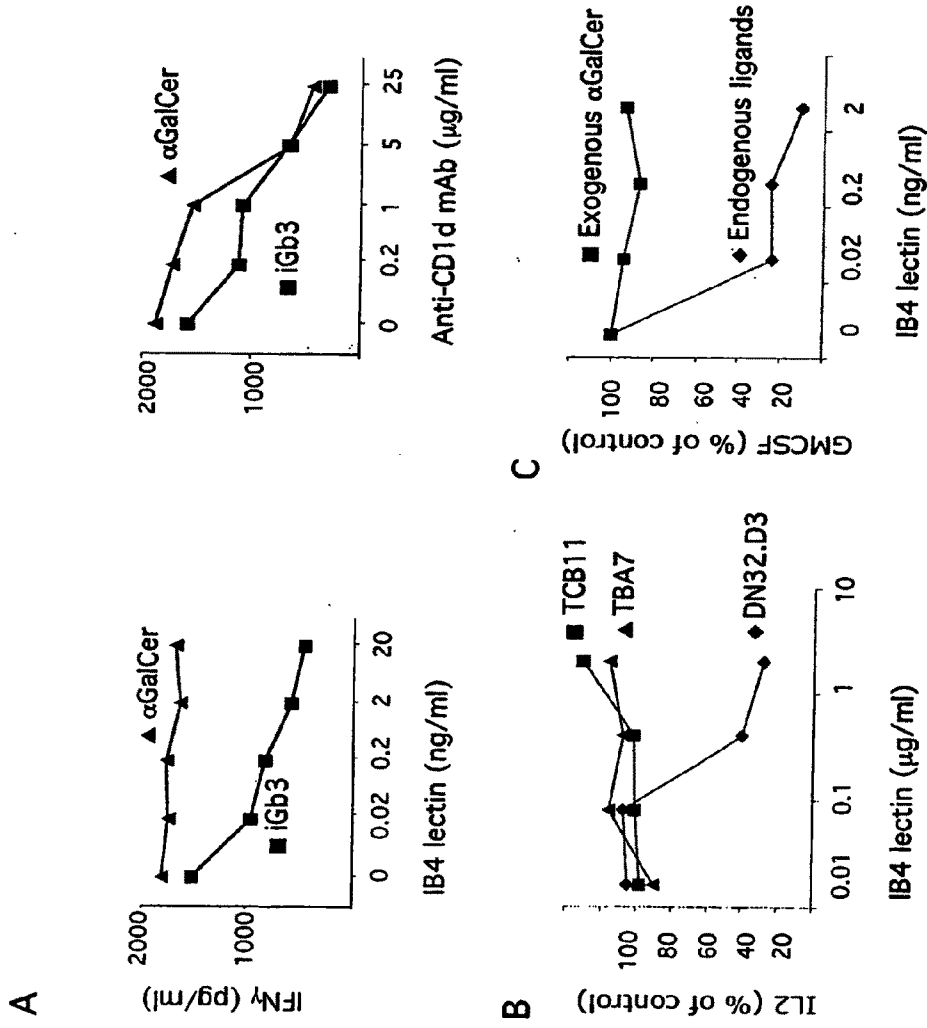 A
IFNγ (pg/ml)
2000
1000
▲ αGalCer
■ iGb3
0 0.02 0.2 2 20
IB4 lectin (ng/ml)
2000
1000
▲ αGalCer
■ iGb3
0 0.2 1 5 25
Anti-CD1d mAb (μg/ml)
B
IL2 (% of control)
100
80
60
40
20
■ TCB11
▲ TBA7
◆ DN32.D3
0.01 0.1 1 10
IB4 lectin (μg/ml)
C
GMCSF (% of control)
100
80
60
40
20
■ Exogenous αGalCer
◆ Endogenous ligands
0 0.02 0.2 2
IB4 lectin (ng/ml)